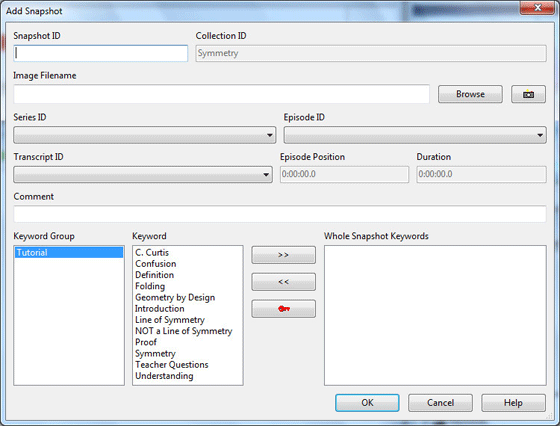 Add Snapshot
Snapshot ID Collection ID
Symmetry
Image Filename
Browse
Series ID Episode ID
Transcript ID Episode Position Duration
0:00:00.0 0:00:00.0
Comment
Keyword Group Keyword Whole Snapshot Keywords
Tutorial C. Curtis >>
Confusion
Definition
Folding <<
Geometry by Design
Introduction
Line of Symmetry
NOT a Line of Symmetry
Proof
Symmetry
Teacher Questions
Understanding
OK Cancel Help